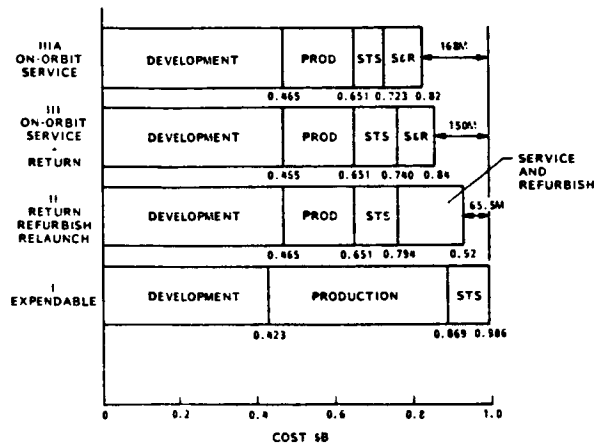 IIIA
ON-ORBIT
SERVICE
DEVELOPMENT
PROD
STS
S&R
168M
0.465
0.651
0.723
0.82
III
ON-ORBIT
SERVICE
+
RETURN
DEVELOPMENT
PROD
STS
S&R
150M
0.455
0.651
0.740
0.84
SERVICE
AND
REFURBISH
II
RETURN
REFURBISH
RELAUNCH
DEVELOPMENT
PROD
STS
65.5M
0.465
0.651
0.794
0.52
I
EXPENDABLE
DEVELOPMENT
PRODUCTION
STS
0.423
0.869
0.986
0
0.2
0.4
0.6
0.8
1.0
COST $B